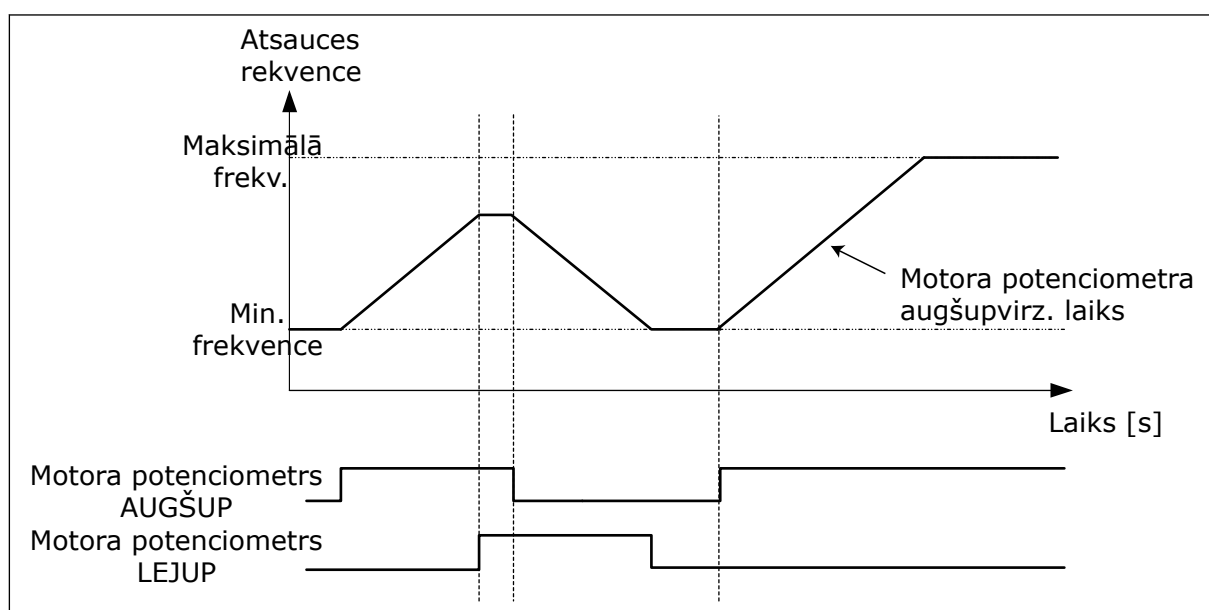 Atsauces
rekvence
Maksimālā
frekv.
Motora potenciometra
augšupvirz. laiks
Min.
frekvence
Laiks [s]
Motora potenciometrs
AUGŠUP
Motora potenciometrs
LEJUP